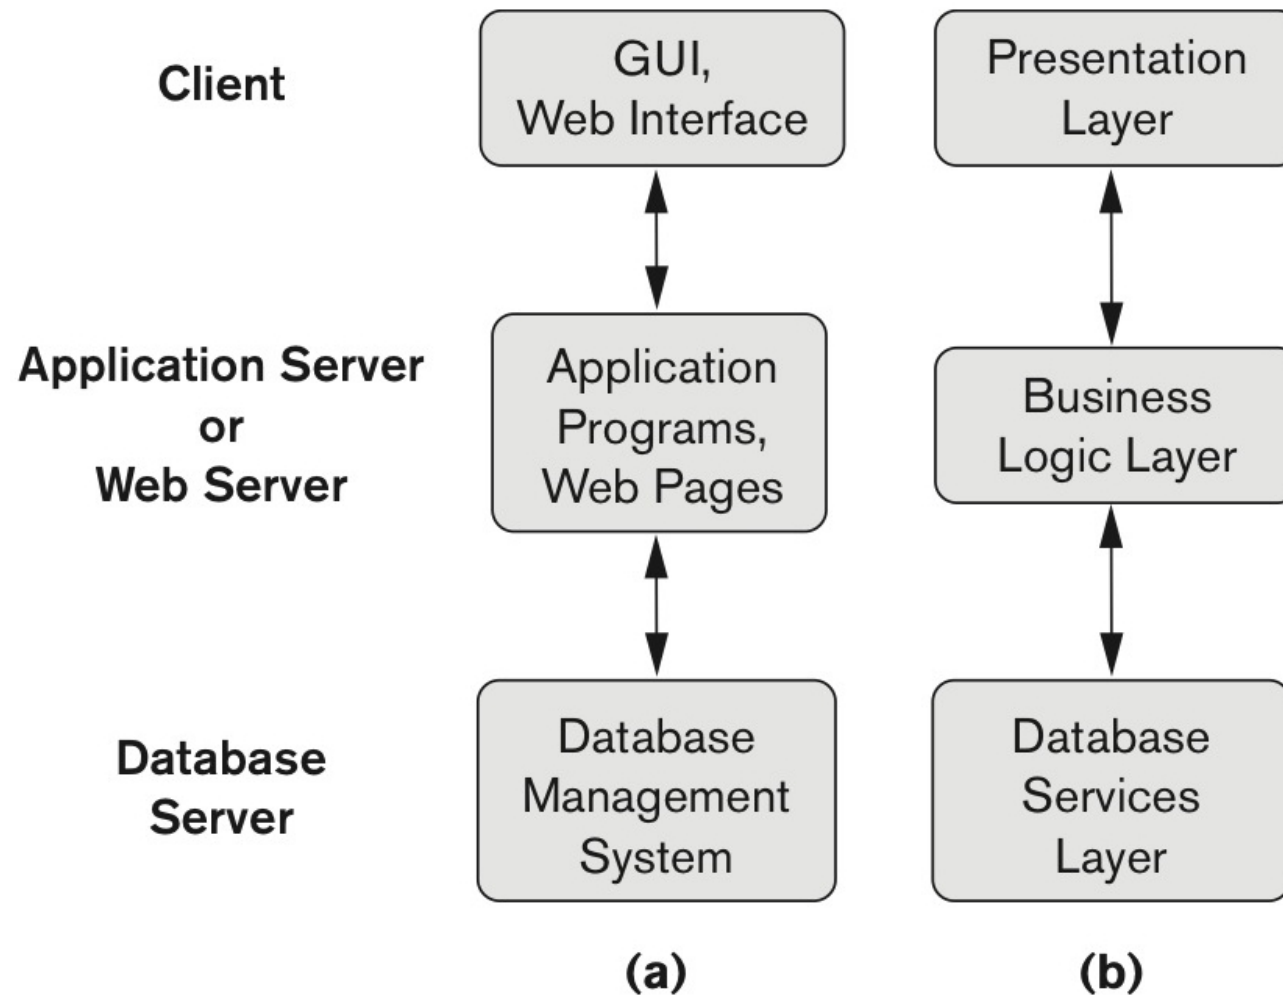 Client
GUI,
Web Interface
Presentation
Layer
Application Server
or
Web Server
Application
Programs,
Web Pages
Business
Logic Layer
Database
Server
Database
Management
System
Database
Services
Layer
(a)
(b)